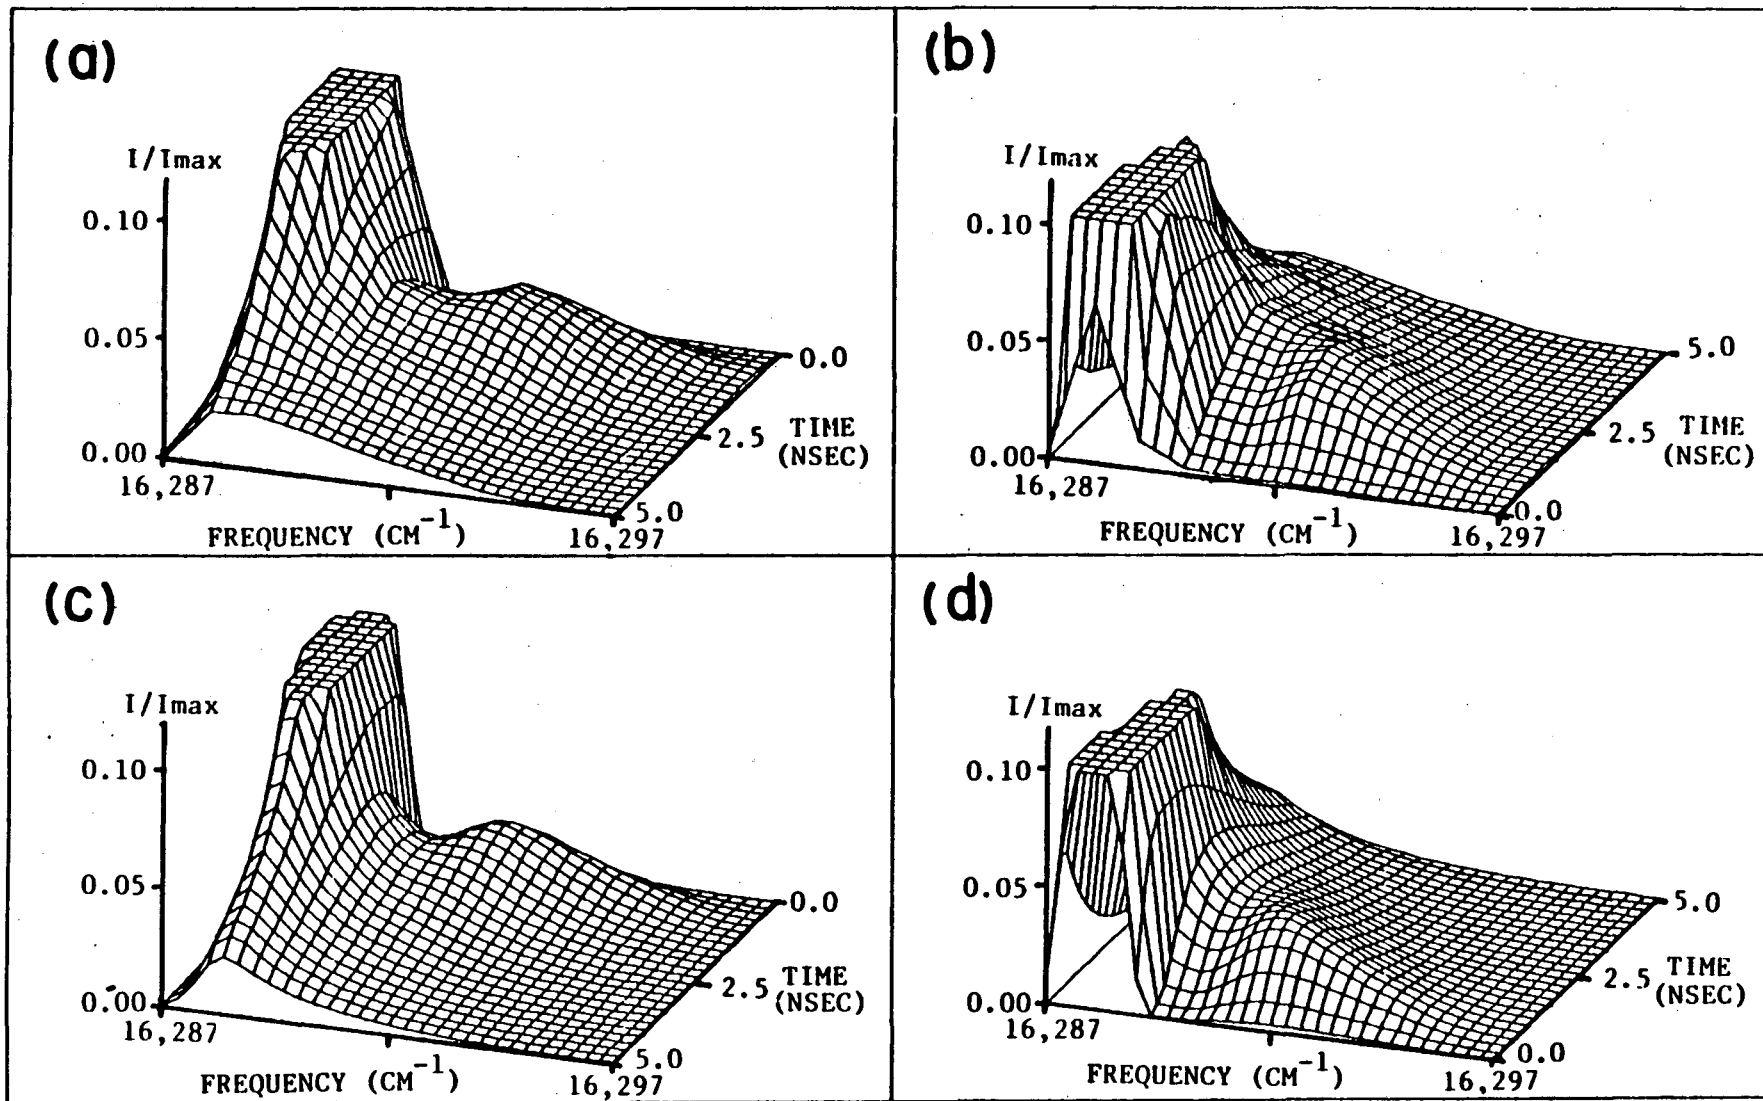 (a)
I/Imax
0.10
0.05
0.00
16,287
FREQUENCY (CM⁻¹)
16,297
5.0
2.5
0.0
TIME
(NSEC)
(b)
I/Imax
0.10
0.05
0.00
16,287
FREQUENCY (CM⁻¹)
16,297
0.0
2.5
5.0
TIME
(NSEC)
(c)
I/Imax
0.10
0.05
0.00
16,287
FREQUENCY (CM⁻¹)
16,297
5.0
2.5
0.0
TIME
(NSEC)
(d)
I/Imax
0.10
0.05
0.00
16,287
FREQUENCY (CM⁻¹)
16,297
0.0
2.5
5.0
TIME
(NSEC)